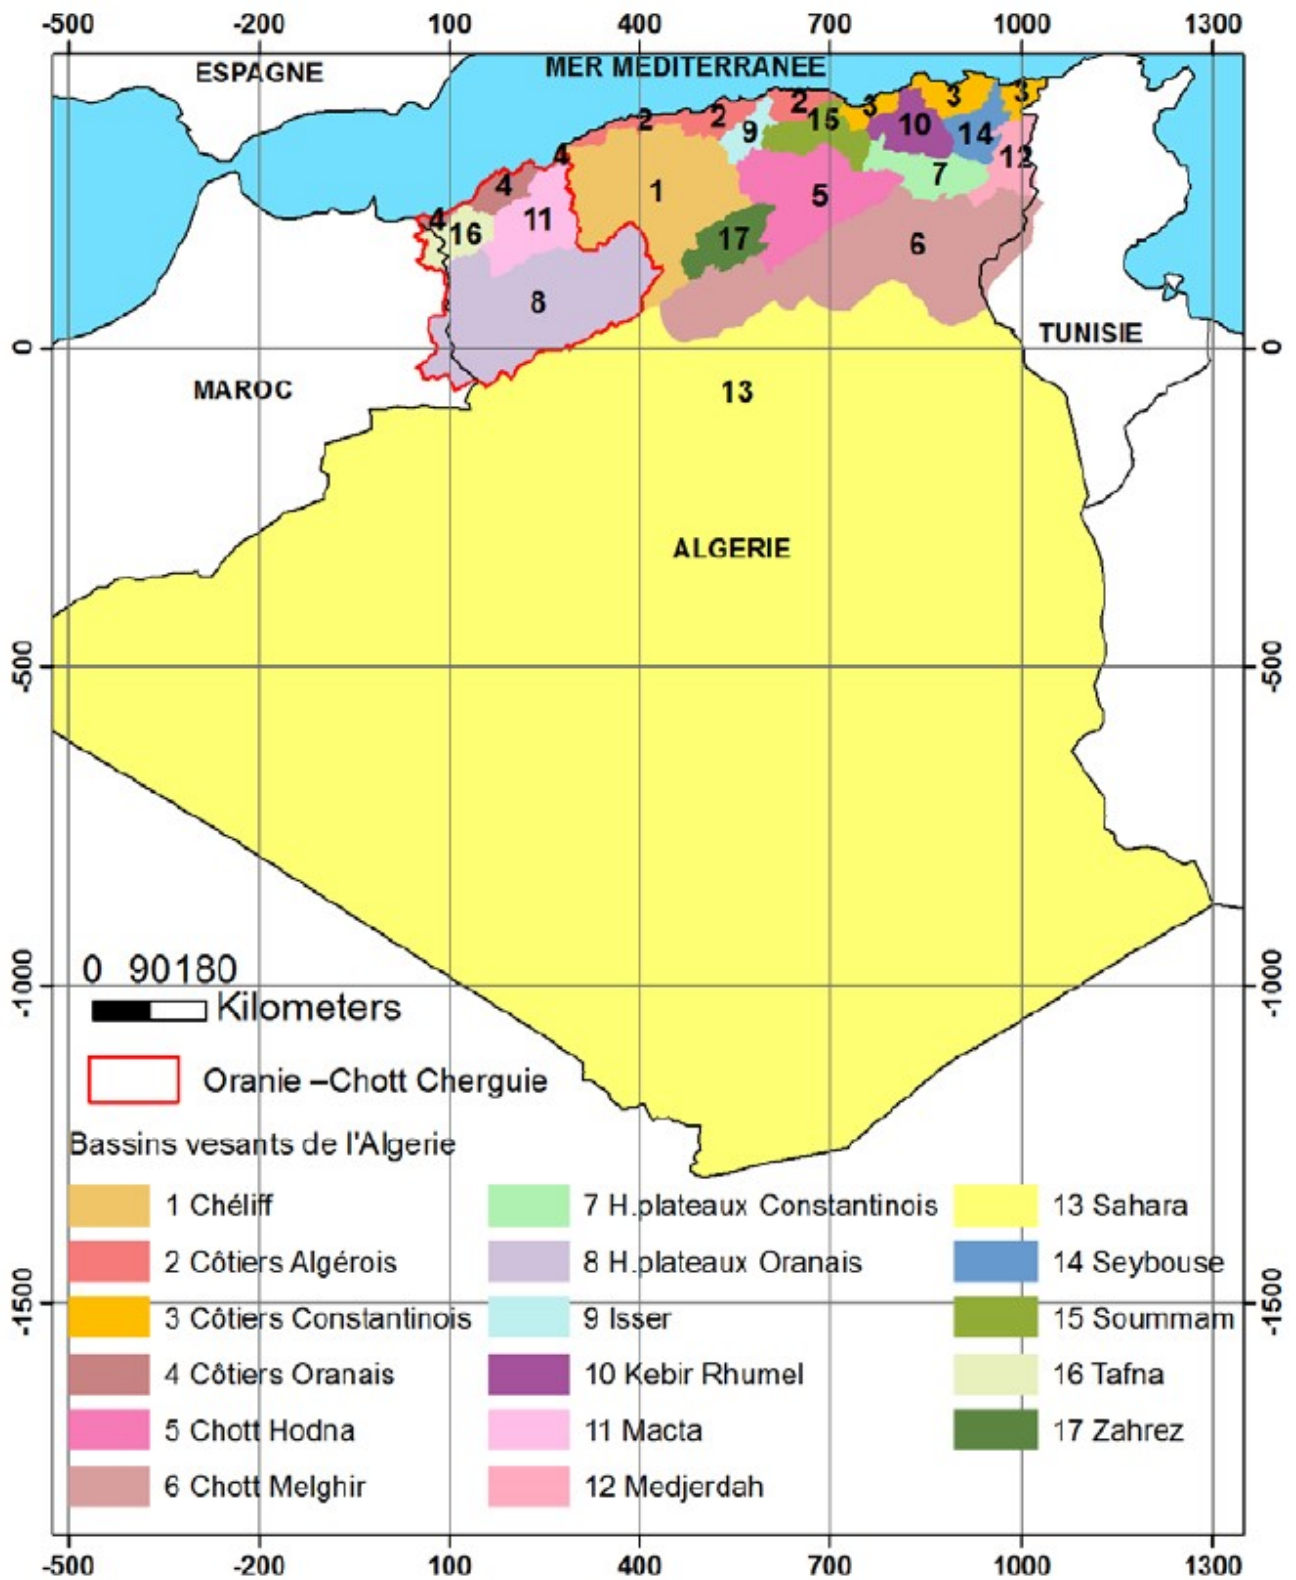 -500 -200 100 400 700 1000 1300
ESPAGNE
MER MEDITERRANEE
2 3 3
2 2 15 3 10 14
9
4 12
4 1 7
11 5
4 16 17 6
8
TUNISIE
0 0
MAROC
13
ALGERIE
-500 -500
0 90 180
-1000 -1000
Kilometers
Oranie –Chott Cherguie
Bassins vesants de l'Algerie
1 Chéliff
2 Côtiers Algérois
3 Côtiers Constantinois
4 Côtiers Oranais
5 Chott Hodna
6 Chott Melghir
7 H.plateaux Constantinois
8 H.plateaux Oranais
9 Isser
10 Kebir Rhumel
11 Macta
12 Medjerdah
13 Sahara
14 Seybouse
15 Soummam
16 Tafna
17 Zahrez
-1500 -1500
-500 -200 100 400 700 1000 1300